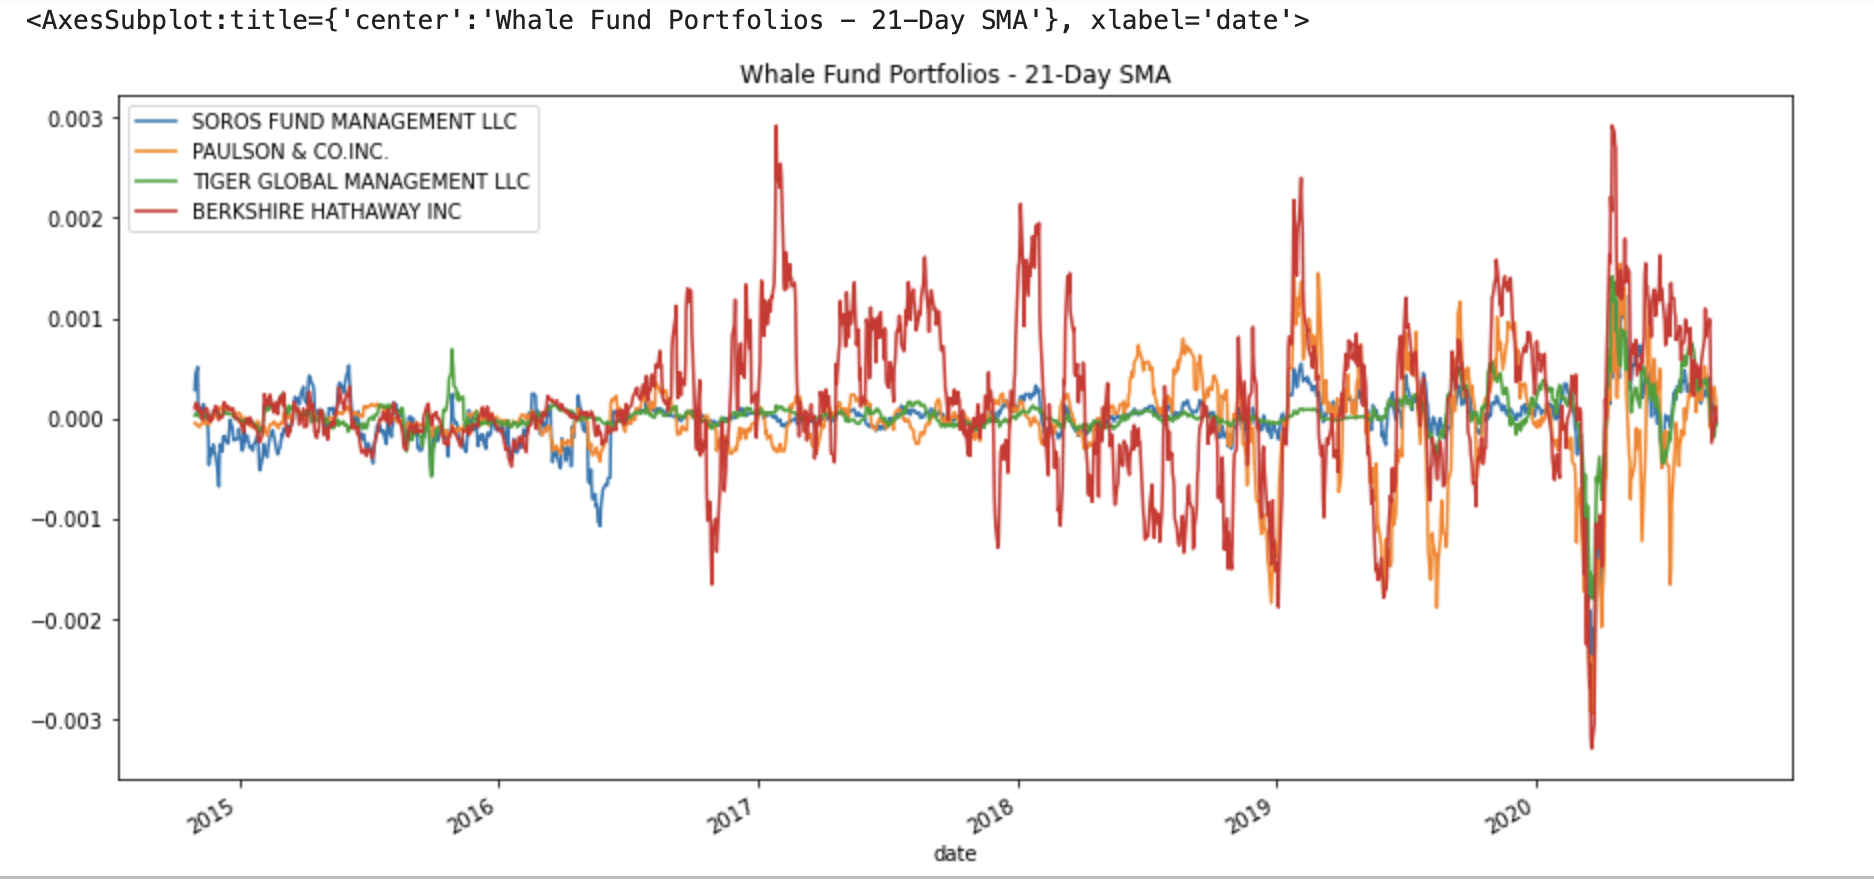 <AxesSubplot:title={'center':'Whale Fund Portfolios - 21-Day SMA'}, xlabel='date'>
Whale Fund Portfolios - 21-Day SMA
SOROS FUND MANAGEMENT LLC
PAULSON & CO.INC.
TIGER GLOBAL MANAGEMENT LLC
BERKSHIRE HATHAWAY INC
0.003
0.002
0.001
0.000
−0.001
−0.002
−0.003
2015 2016 2017 2018 2019 2020
date